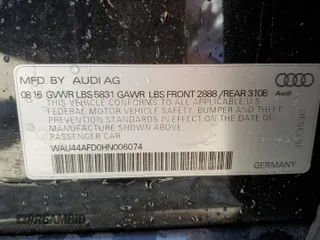 MFD. BY AUDI AG
0816 GVWR LBS 5831 GAWR LBS FRONT 2888 /REAR 3108
Audi
THIS VEHICLE CONFORMS TO ALL APPLICABLE U.S.
FEDERAL MOTOR VEHICLE SAFETY, BUMPER, AND THEFT
PREVENTION STANDARDS IN EFFECT ON THE DATE OF
MANUFACTURE SHOWN ABOVE
PASSENGER CAR
WAU44AFD0HN006074
GERMANY